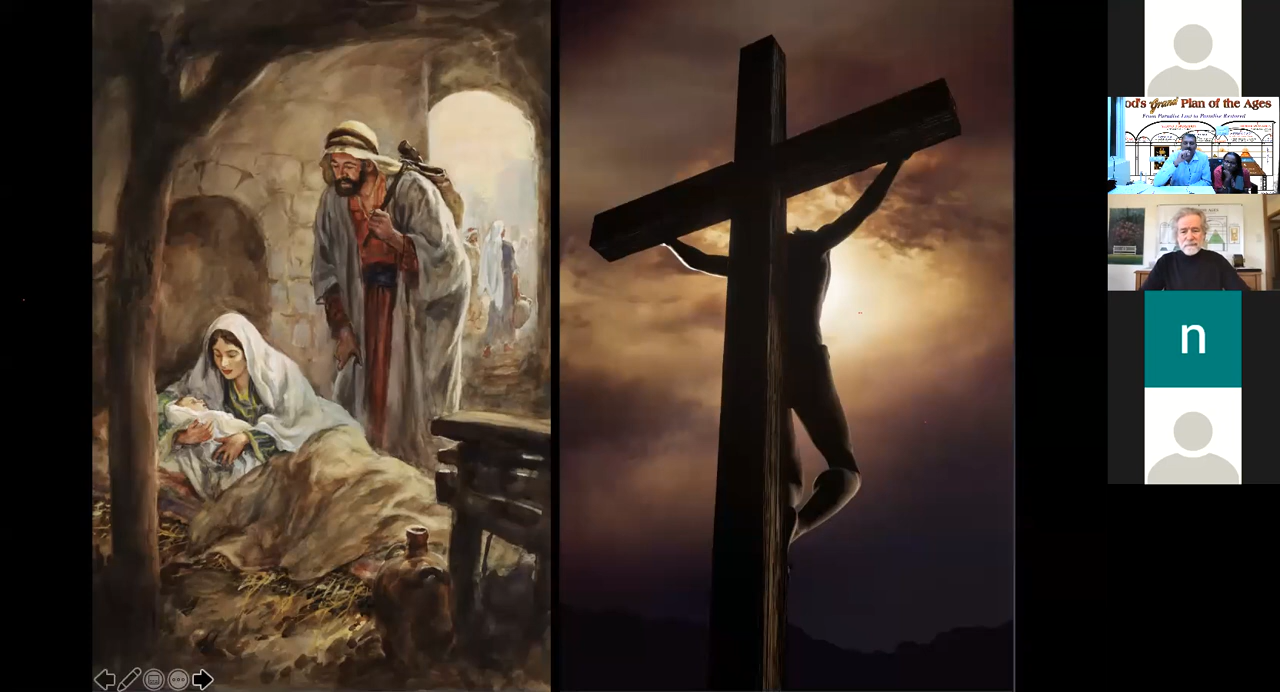 od's Grand Plan of the Ages
From Paradise Lost to Paradise Restored
n